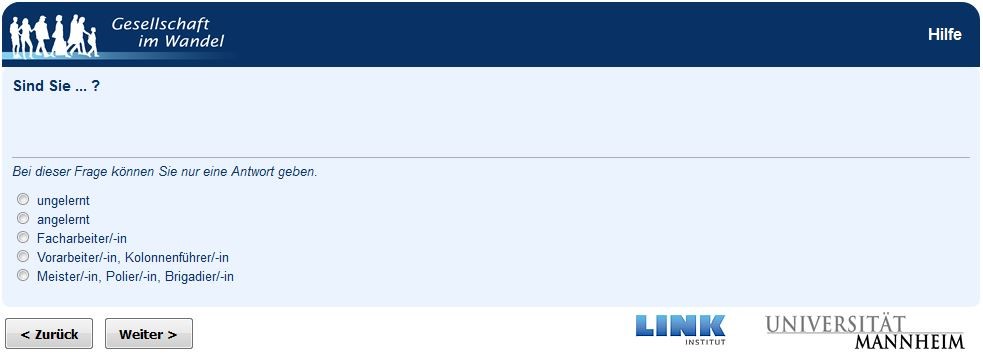 Gesellschaft
im Wandel
Hilfe
Sind Sie ... ?
Bei dieser Frage können Sie nur eine Antwort geben.
ungelernt
angelernt
Facharbeiter/-in
Vorarbeiter/-in, Kolonnenführer/-in
Meister/-in, Polier/-in, Brigadier/-in
< Zurück
Weiter >
LINK
INSTITUT
UNIVERSITÄT
MANNHEIM